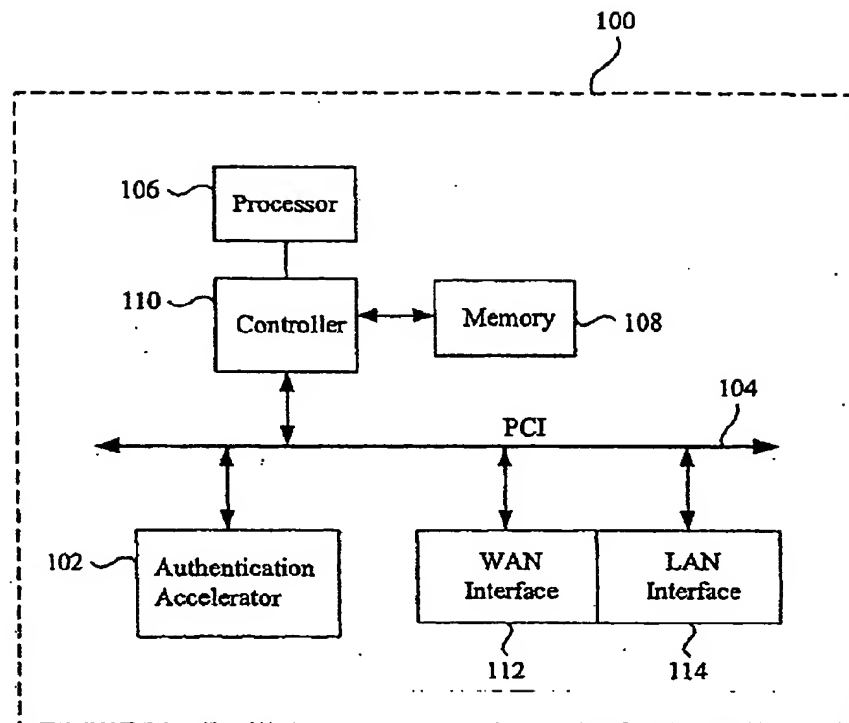 100
106
Processor
110
Controller
Memory
108
104
PCI
102
Authentication
Accelerator
WAN
Interface
LAN
Interface
112
114